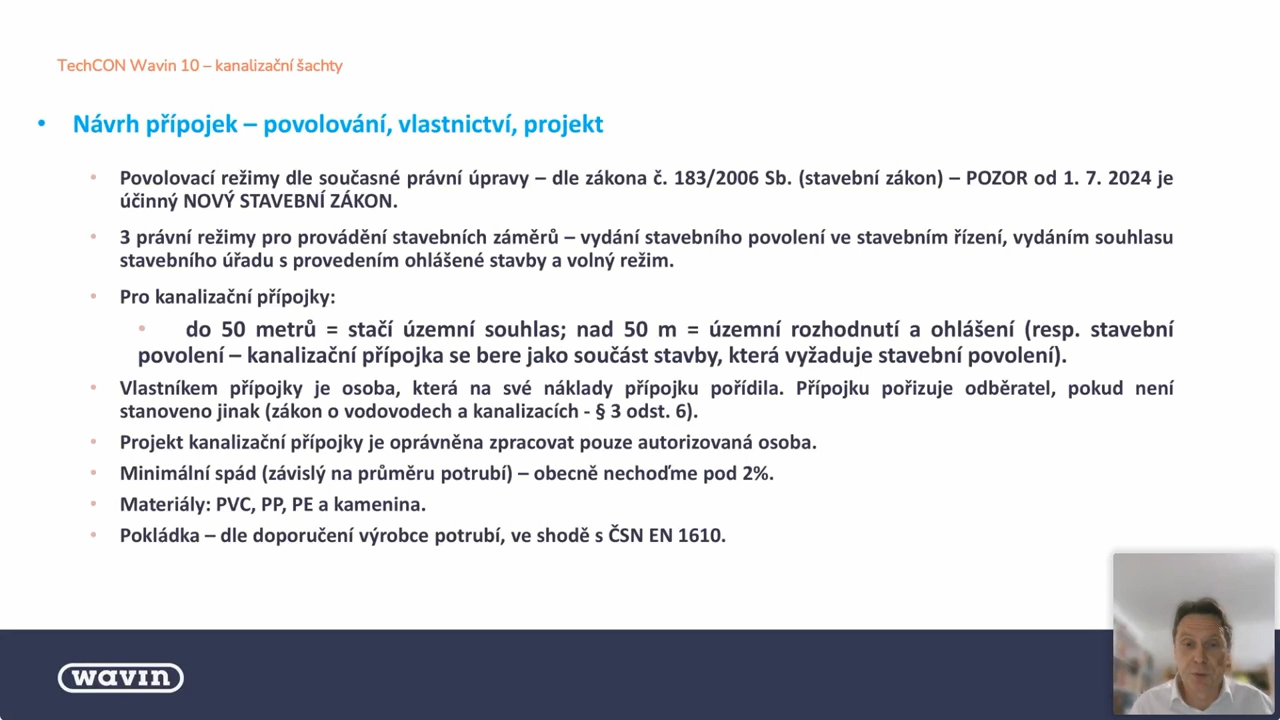 TechCON Wavin 10 – kanalizační šachty
• Návrh přípojek – povolování, vlastnictví, projekt
• Povolovací režimy dle současné právní úpravy – dle zákona č. 183/2006 Sb. (stavební zákon) – POZOR od 1. 7. 2024 je
účinný NOVÝ STAVEBNÍ ZÁKON.
• 3 právní režimy pro provádění stavebních záměrů – vydání stavebního povolení ve stavebním řízení, vydáním souhlasu
stavebního úřadu s provedením ohlášené stavby a volný režim.
• Pro kanalizační přípojky:
• do 50 metrů = stačí územní souhlas; nad 50 m = územní rozhodnutí a ohlášení (resp. stavební
povolení – kanalizační přípojka se bere jako součást stavby, která vyžaduje stavební povolení).
• Vlastníkem přípojky je osoba, která na své náklady přípojku pořídila. Přípojku pořizuje odběratel, pokud není
stanoveno jinak (zákon o vodovodech a kanalizacích - § 3 odst. 6).
• Projekt kanalizační přípojky je oprávněna zpracovat pouze autorizovaná osoba.
• Minimální spád (závislý na průměru potrubí) – obecně nechoďme pod 2%.
• Materiály: PVC, PP, PE a kamenina.
• Pokládka – dle doporučení výrobce potrubí, ve shodě s ČSN EN 1610.
wavin